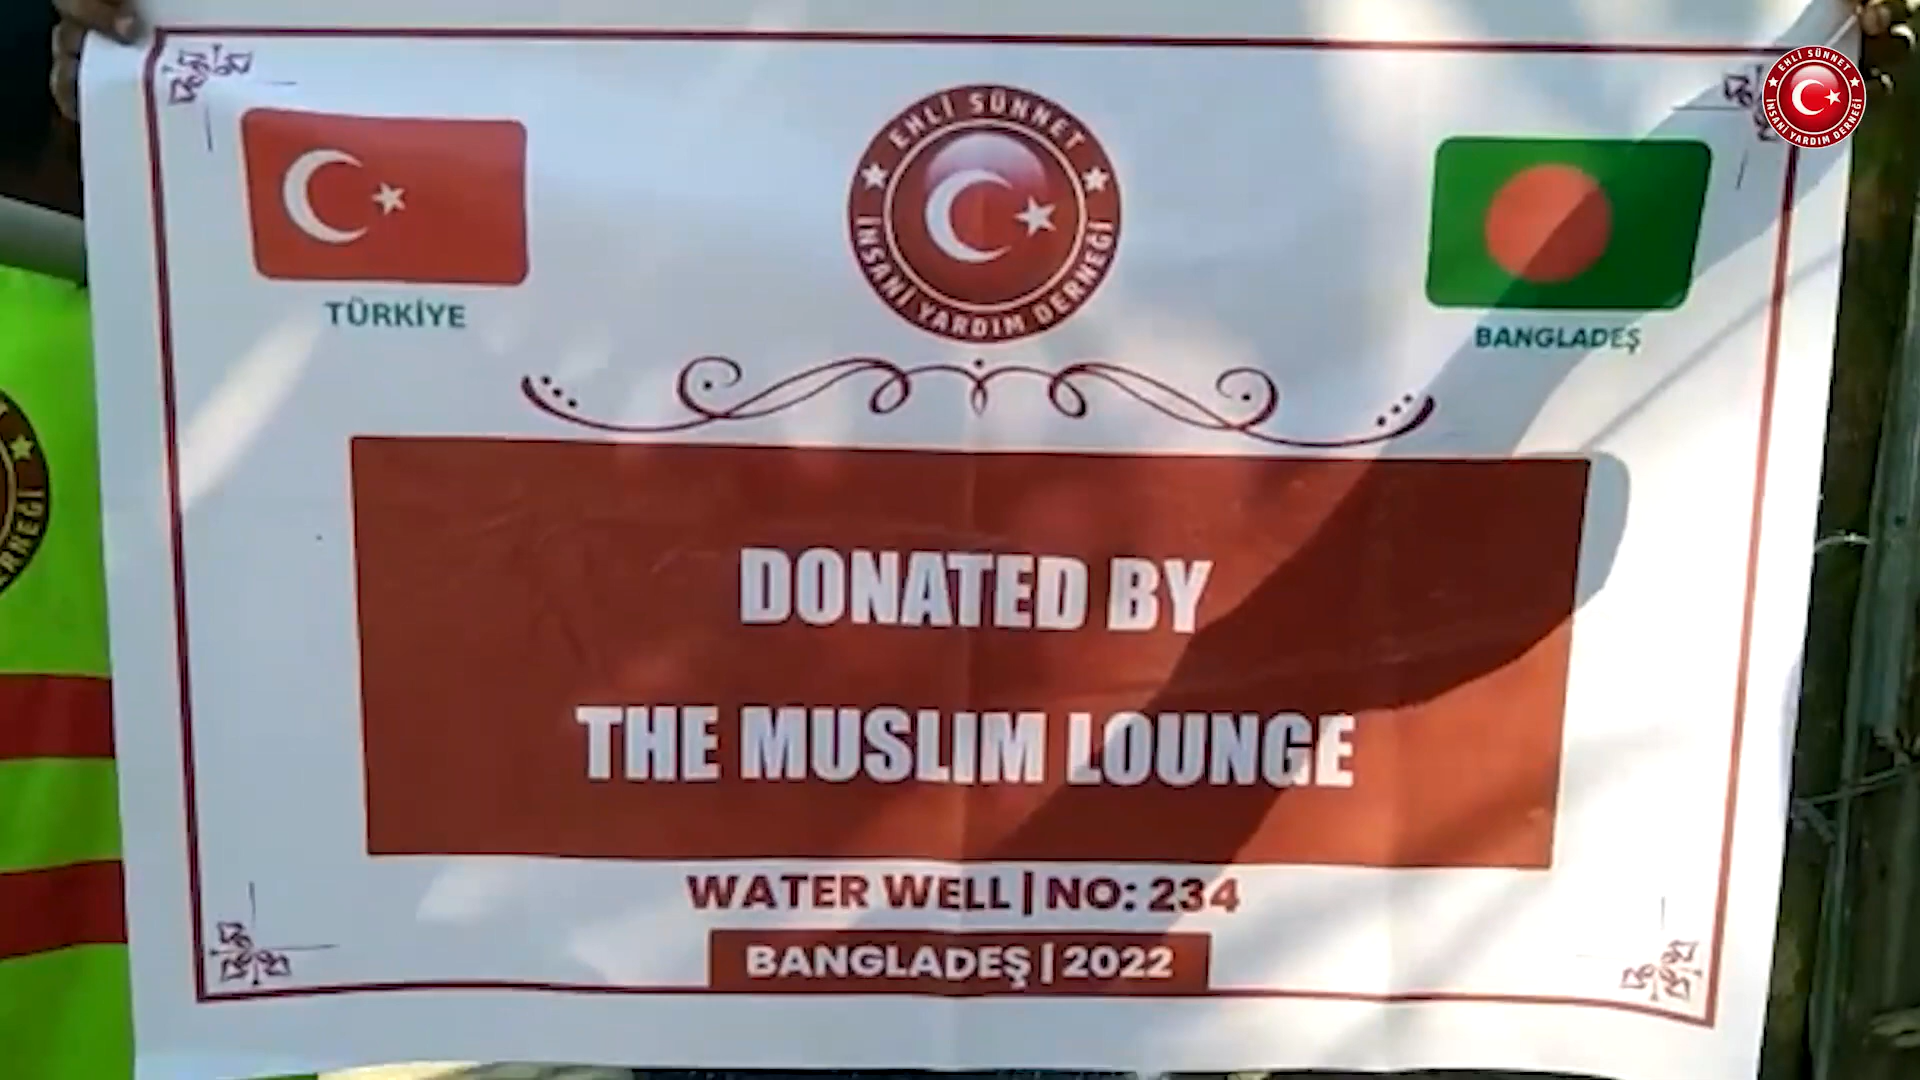 EHLİ SÜNNET
İNSANİ YARDIM DERNEĞİ
EHLİ SÜNNET
İNSANİ YARDIM DERNEĞİ
TÜRKİYE
BANGLADEŞ
DONATED BY
THE MUSLIM LOUNGE
WATER WELL | NO: 234
BANGLADEŞ | 2022